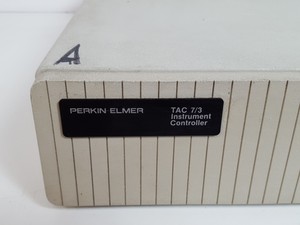 A
PERKIN ELMER
TAC 7/3
Instrument
Controller